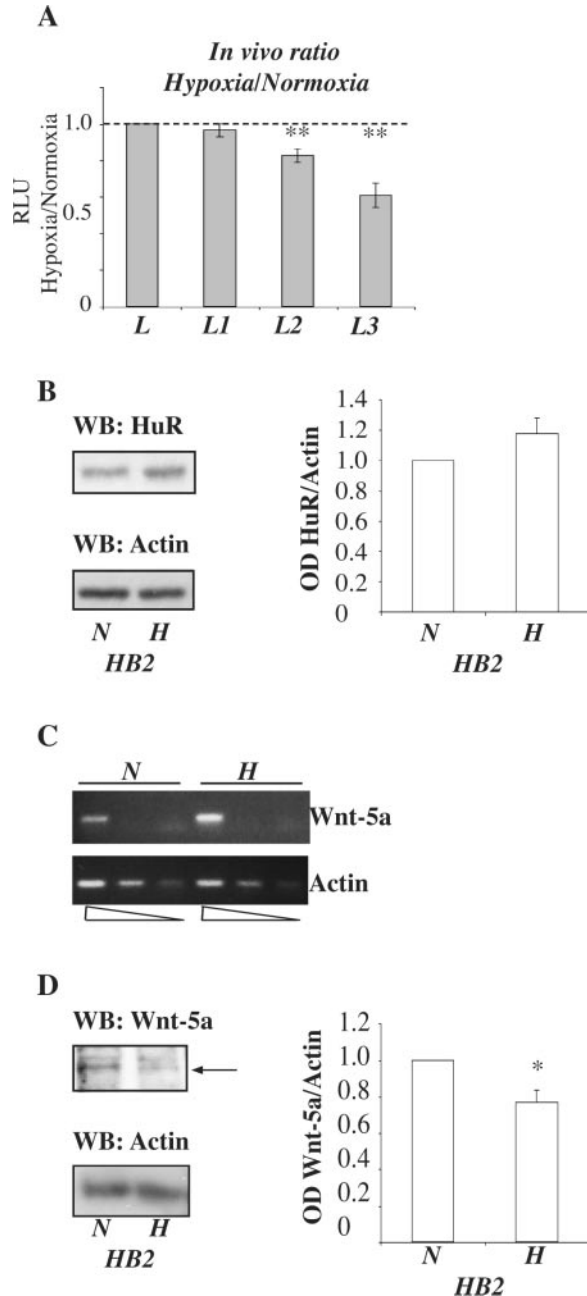 A
In vivo ratio
Hypoxia/Normoxia
RLU
Hypoxia/Normoxia
1.0
0.5
0
** **
L L1 L2 L3
B
WB: HuR
WB: Actin
N H
HB2
OD HuR/Actin
1.4
1.2
1.0
0.8
0.6
0.4
0.2
0
N H
HB2
C
N H
Wnt-5a
Actin
D
WB: Wnt-5a
WB: Actin
N H
HB2
OD Wnt-5a/Actin
1.2
1.0
0.8
0.6
0.4
0.2
0
*
N H
HB2